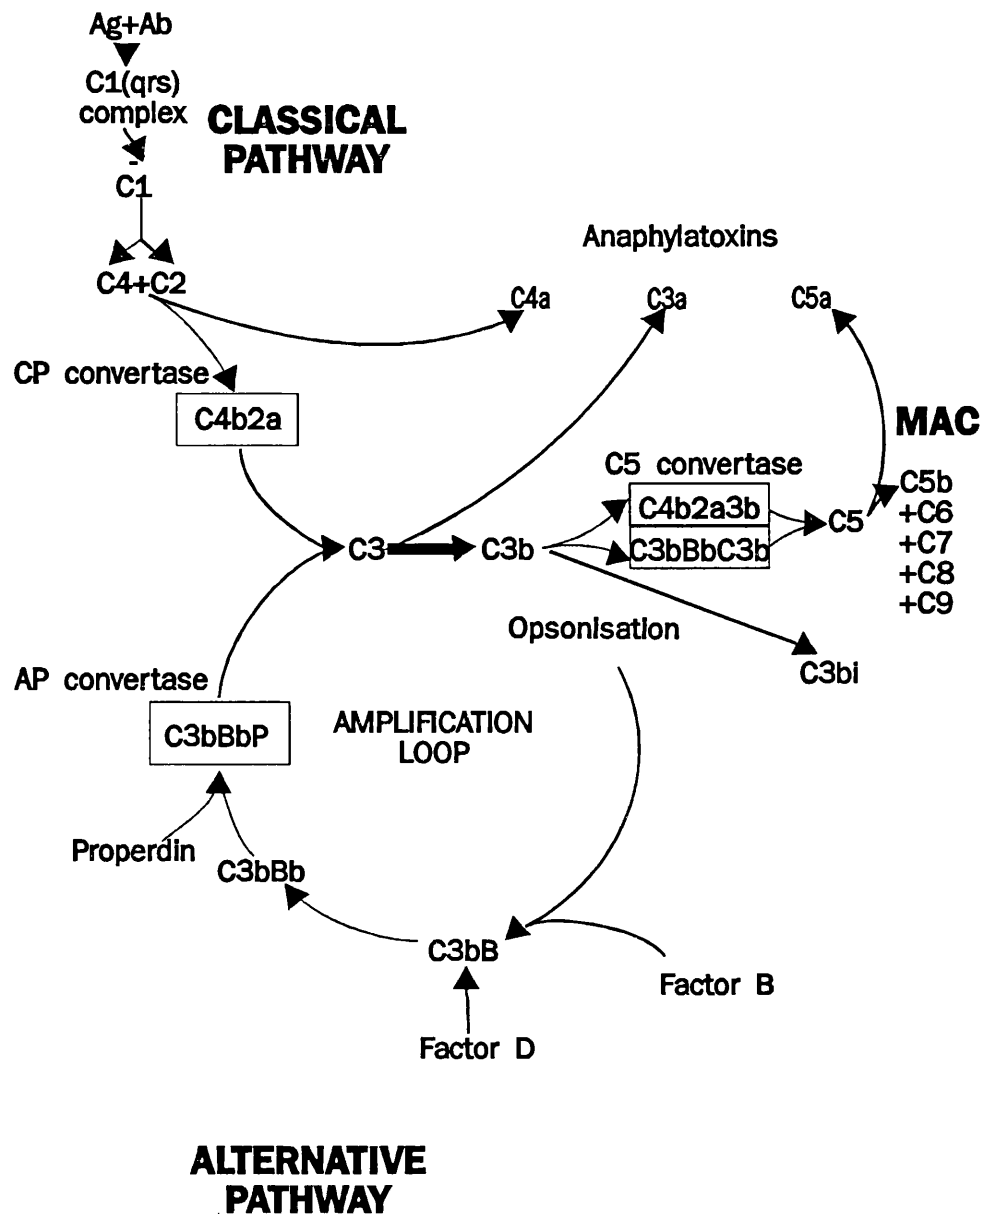 Ag+Ab
C1(qrs)
complex
CLASSICAL
PATHWAY
C1
C4+C2
Anaphylatoxins
C4a
C3a
C5a
CP convertase
C4b2a
MAC
C5 convertase
C4b2a3b
C3bBbC3b
C5
C5b
+C6
+C7
+C8
+C9
C3
C3b
Opsonisation
C3bi
AP convertase
C3bBbP
AMPLIFICATION
LOOP
Properdin
C3bBb
C3bB
Factor B
Factor D
ALTERNATIVE
PATHWAY